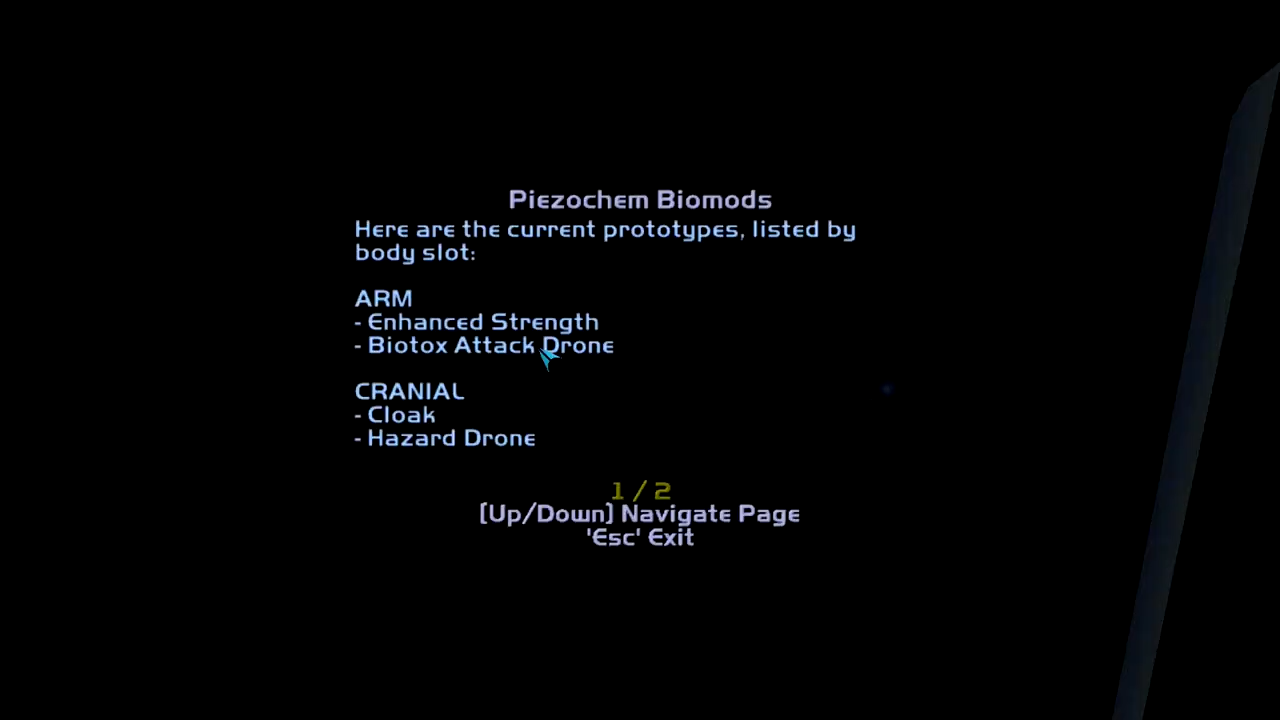 Piezochem Biomods
Here are the current prototypes, listed by
body slot:
ARM
- Enhanced Strength
- Biotox Attack Drone
CRANIAL
- Cloak
- Hazard Drone
1 / 2
[Up/Down] Navigate Page
'Esc' Exit